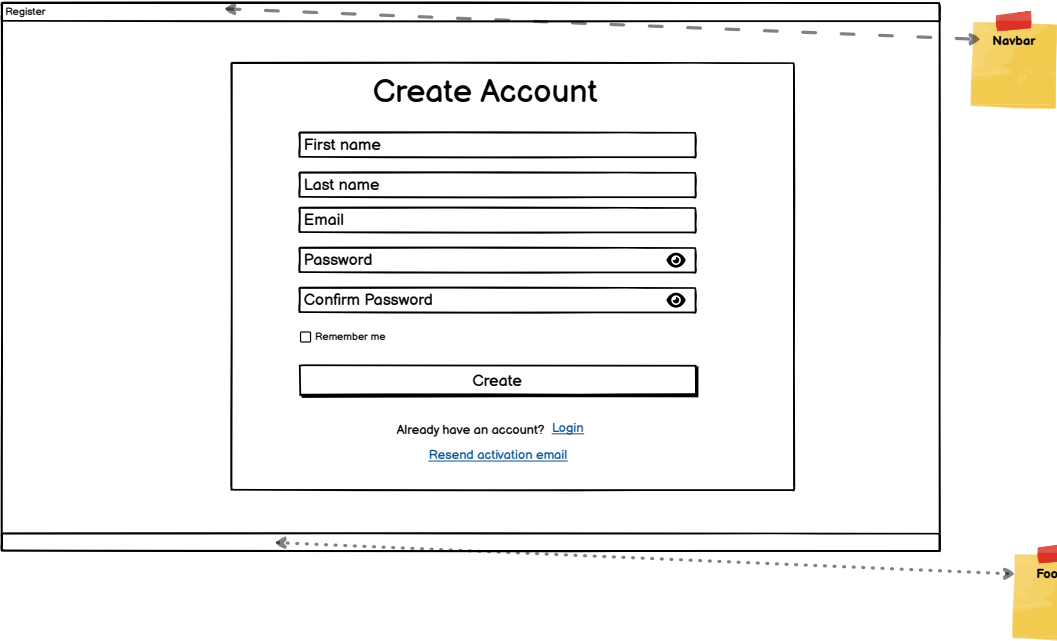 Register
Navbar
Create Account
First name
Last name
Email
Password
Confirm Password
Remember me
Create
Already have an account? Login
Resend activation email